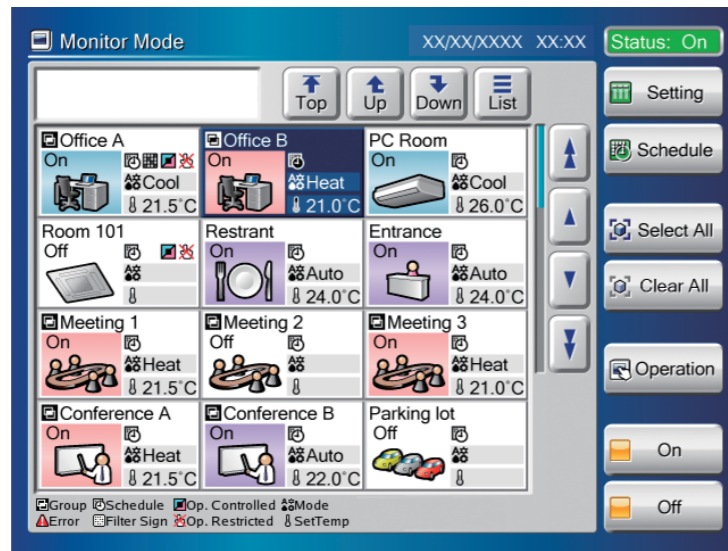 Monitor Mode XX/XX/XXXX XX:XX Status: On
Top Up Down List
Setting
Schedule
Select All
Clear All
Operation
On
Off
Office A
On
Cool
21.5°C
Office B
On
Heat
21.0°C
PC Room
On
Cool
26.0°C
Room 101
Off
Restrant
On
Auto
24.0°C
Entrance
On
Auto
24.0°C
Meeting 1
On
Heat
21.5°C
Meeting 2
Off
Meeting 3
On
Heat
21.0°C
Conference A
On
Heat
21.5°C
Conference B
On
Auto
22.0°C
Parking lot
Off
Group Schedule Op. Controlled Mode
Error Filter Sign Op. Restricted SetTemp